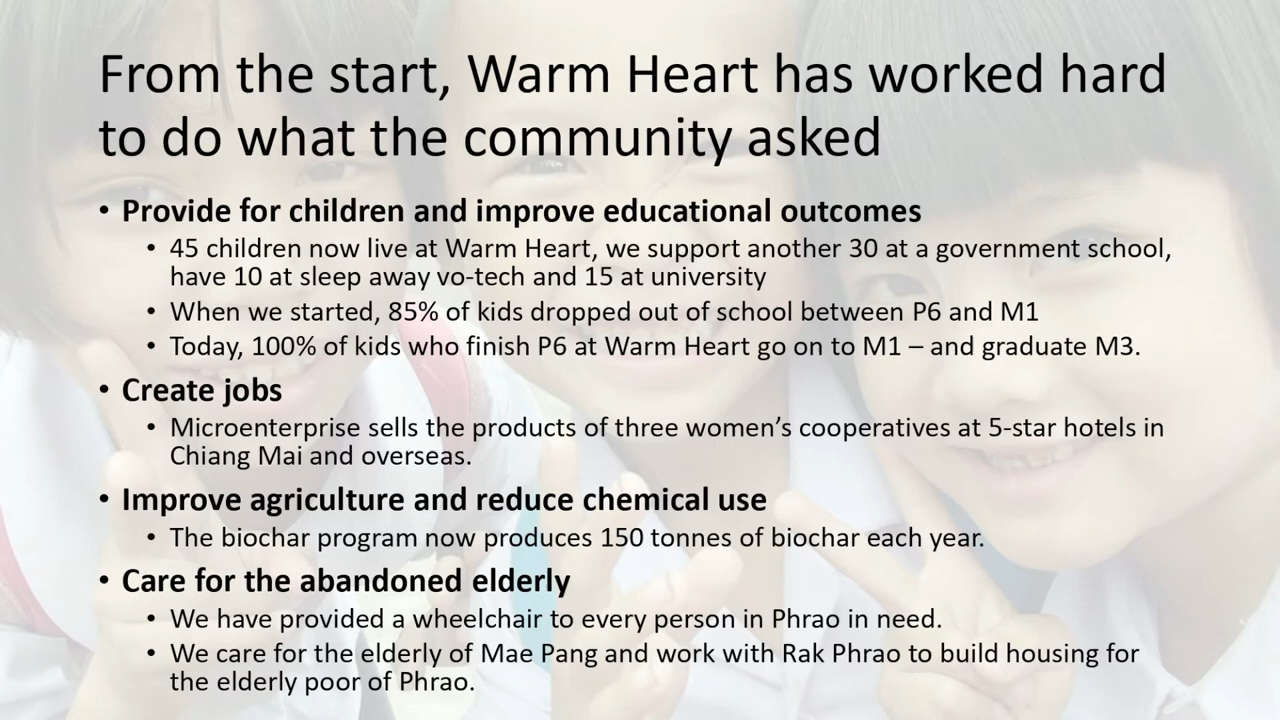 From the start, Warm Heart has worked hard
to do what the community asked
• Provide for children and improve educational outcomes
• 45 children now live at Warm Heart, we support another 30 at a government school,
have 10 at sleep away vo-tech and 15 at university
• When we started, 85% of kids dropped out of school between P6 and M1
• Today, 100% of kids who finish P6 at Warm Heart go on to M1 – and graduate M3.
• Create jobs
• Microenterprise sells the products of three women’s cooperatives at 5-star hotels in
Chiang Mai and overseas.
• Improve agriculture and reduce chemical use
• The biochar program now produces 150 tonnes of biochar each year.
• Care for the abandoned elderly
• We have provided a wheelchair to every person in Phrao in need.
• We care for the elderly of Mae Pang and work with Rak Phrao to build housing for
the elderly poor of Phrao.